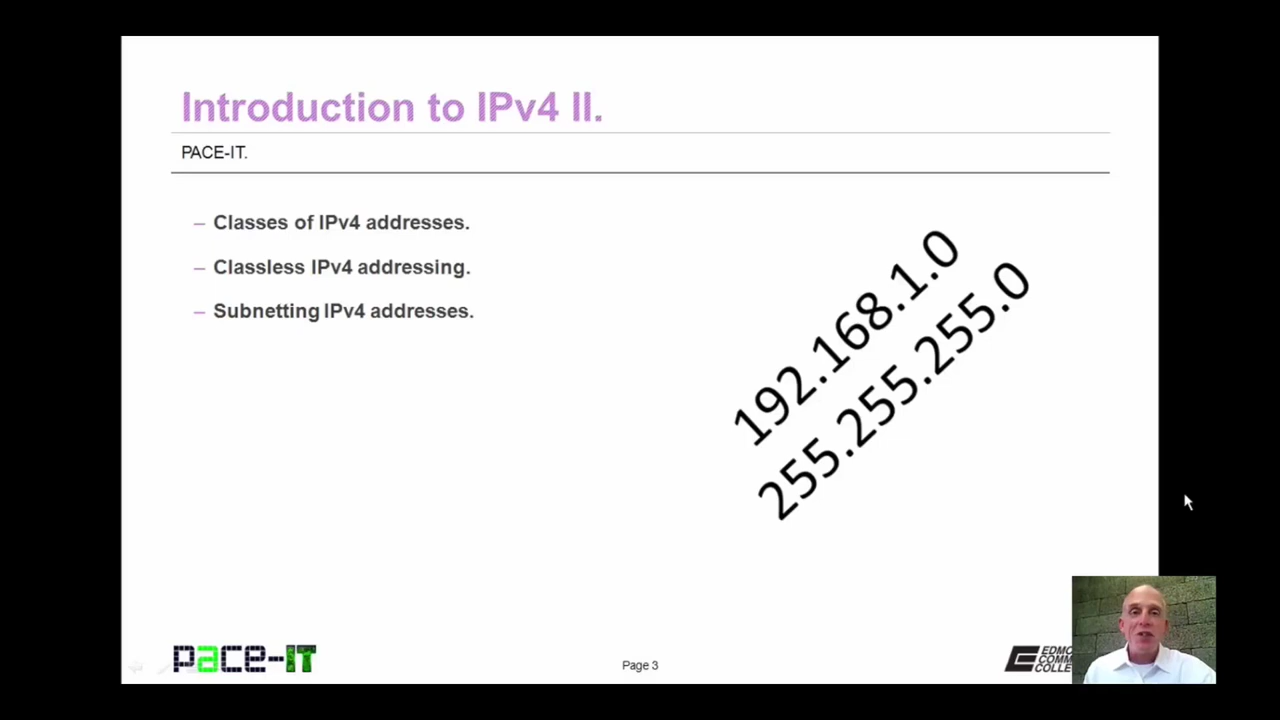 Introduction to IPv4 II.
PACE-IT.
– Classes of IPv4 addresses.
– Classless IPv4 addressing.
– Subnetting IPv4 addresses.
192.168.1.0
255.255.255.0
pace-IT
Page 3